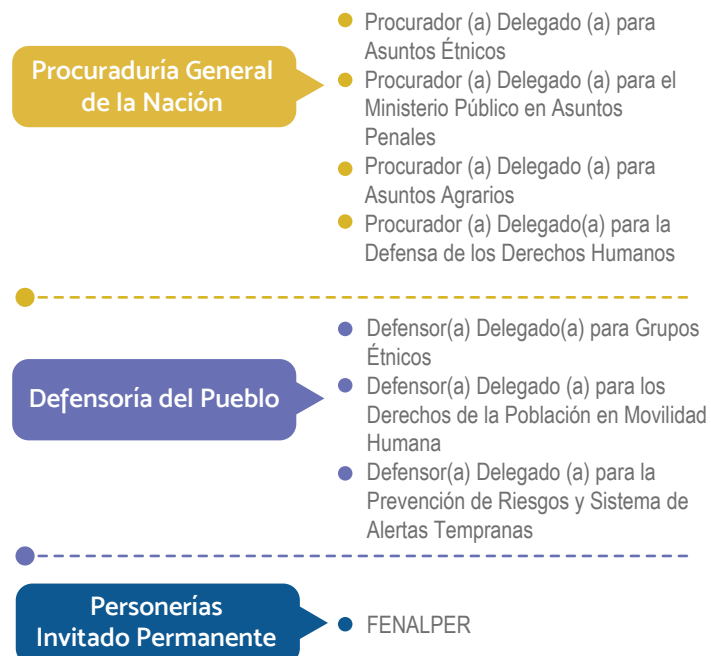 Procuraduría General
de la Nación
Procurador (a) Delegado (a) para
Asuntos Étnicos
Procurador (a) Delegado (a) para el
Ministerio Público en Asuntos
Penales
Procurador (a) Delegado (a) para
Asuntos Agrarios
Procurador (a) Delegado(a) para la
Defensa de los Derechos Humanos
Defensoría del Pueblo
Defensor(a) Delegado(a) para Grupos
Étnicos
Defensor(a) Delegado (a) para los
Derechos de la Población en Movilidad
Humana
Defensor(a) Delegado (a) para la
Prevención de Riesgos y Sistema de
Alertas Tempranas
Personerías
Invitado Permanente
FENALPER